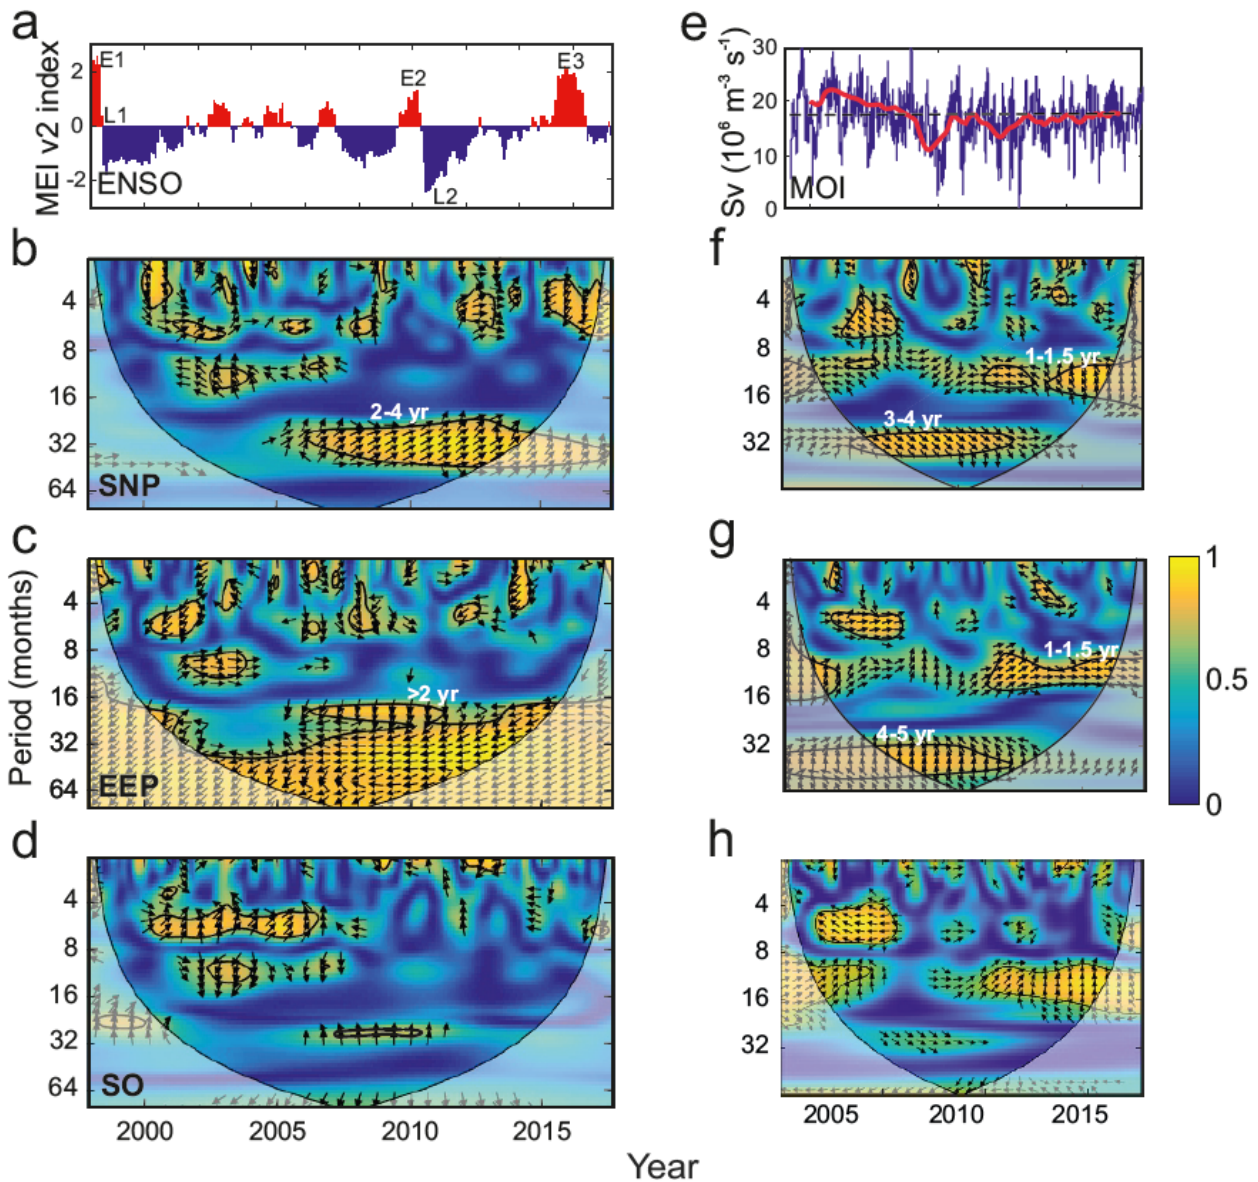 a
MEI v2 index
2
0
-2
E1
L1
E2
L2
E3
ENSO
e
Sv (10⁶ m⁻³ s⁻¹)
30
20
10
0
MOI
b
4
8
16
32
64
2-4 yr
SNP
f
4
8
16
32
1-1.5 yr
3-4 yr
c
Period (months)
4
8
16
32
64
>2 yr
EEP
g
4
8
16
32
1-1.5 yr
4-5 yr
1
0.5
0
d
4
8
16
32
64
SO
2000
2005
2010
2015
h
4
8
16
32
2005
2010
2015
Year